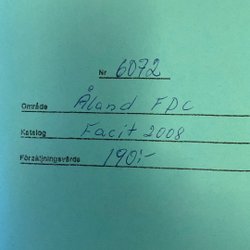 Nr 6072
Område Åland FDC
Katalog Facit 2008
Försäljningsvärde 190:-